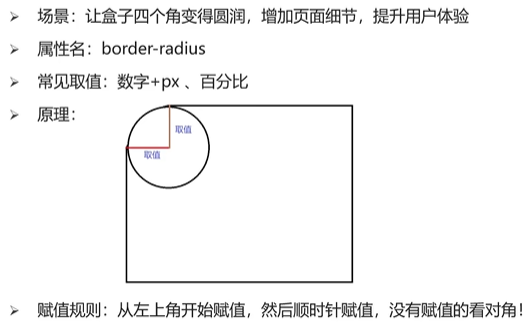 ➢ 场景：让盒子四个角变得圆润，增加页面细节，提升用户体验
➢ 属性名：border-radius
➢ 常见取值：数字+px 、百分比
➢ 原理：
取值
取值
➢ 赋值规则：从左上角开始赋值，然后顺时针赋值，没有赋值的看对角！